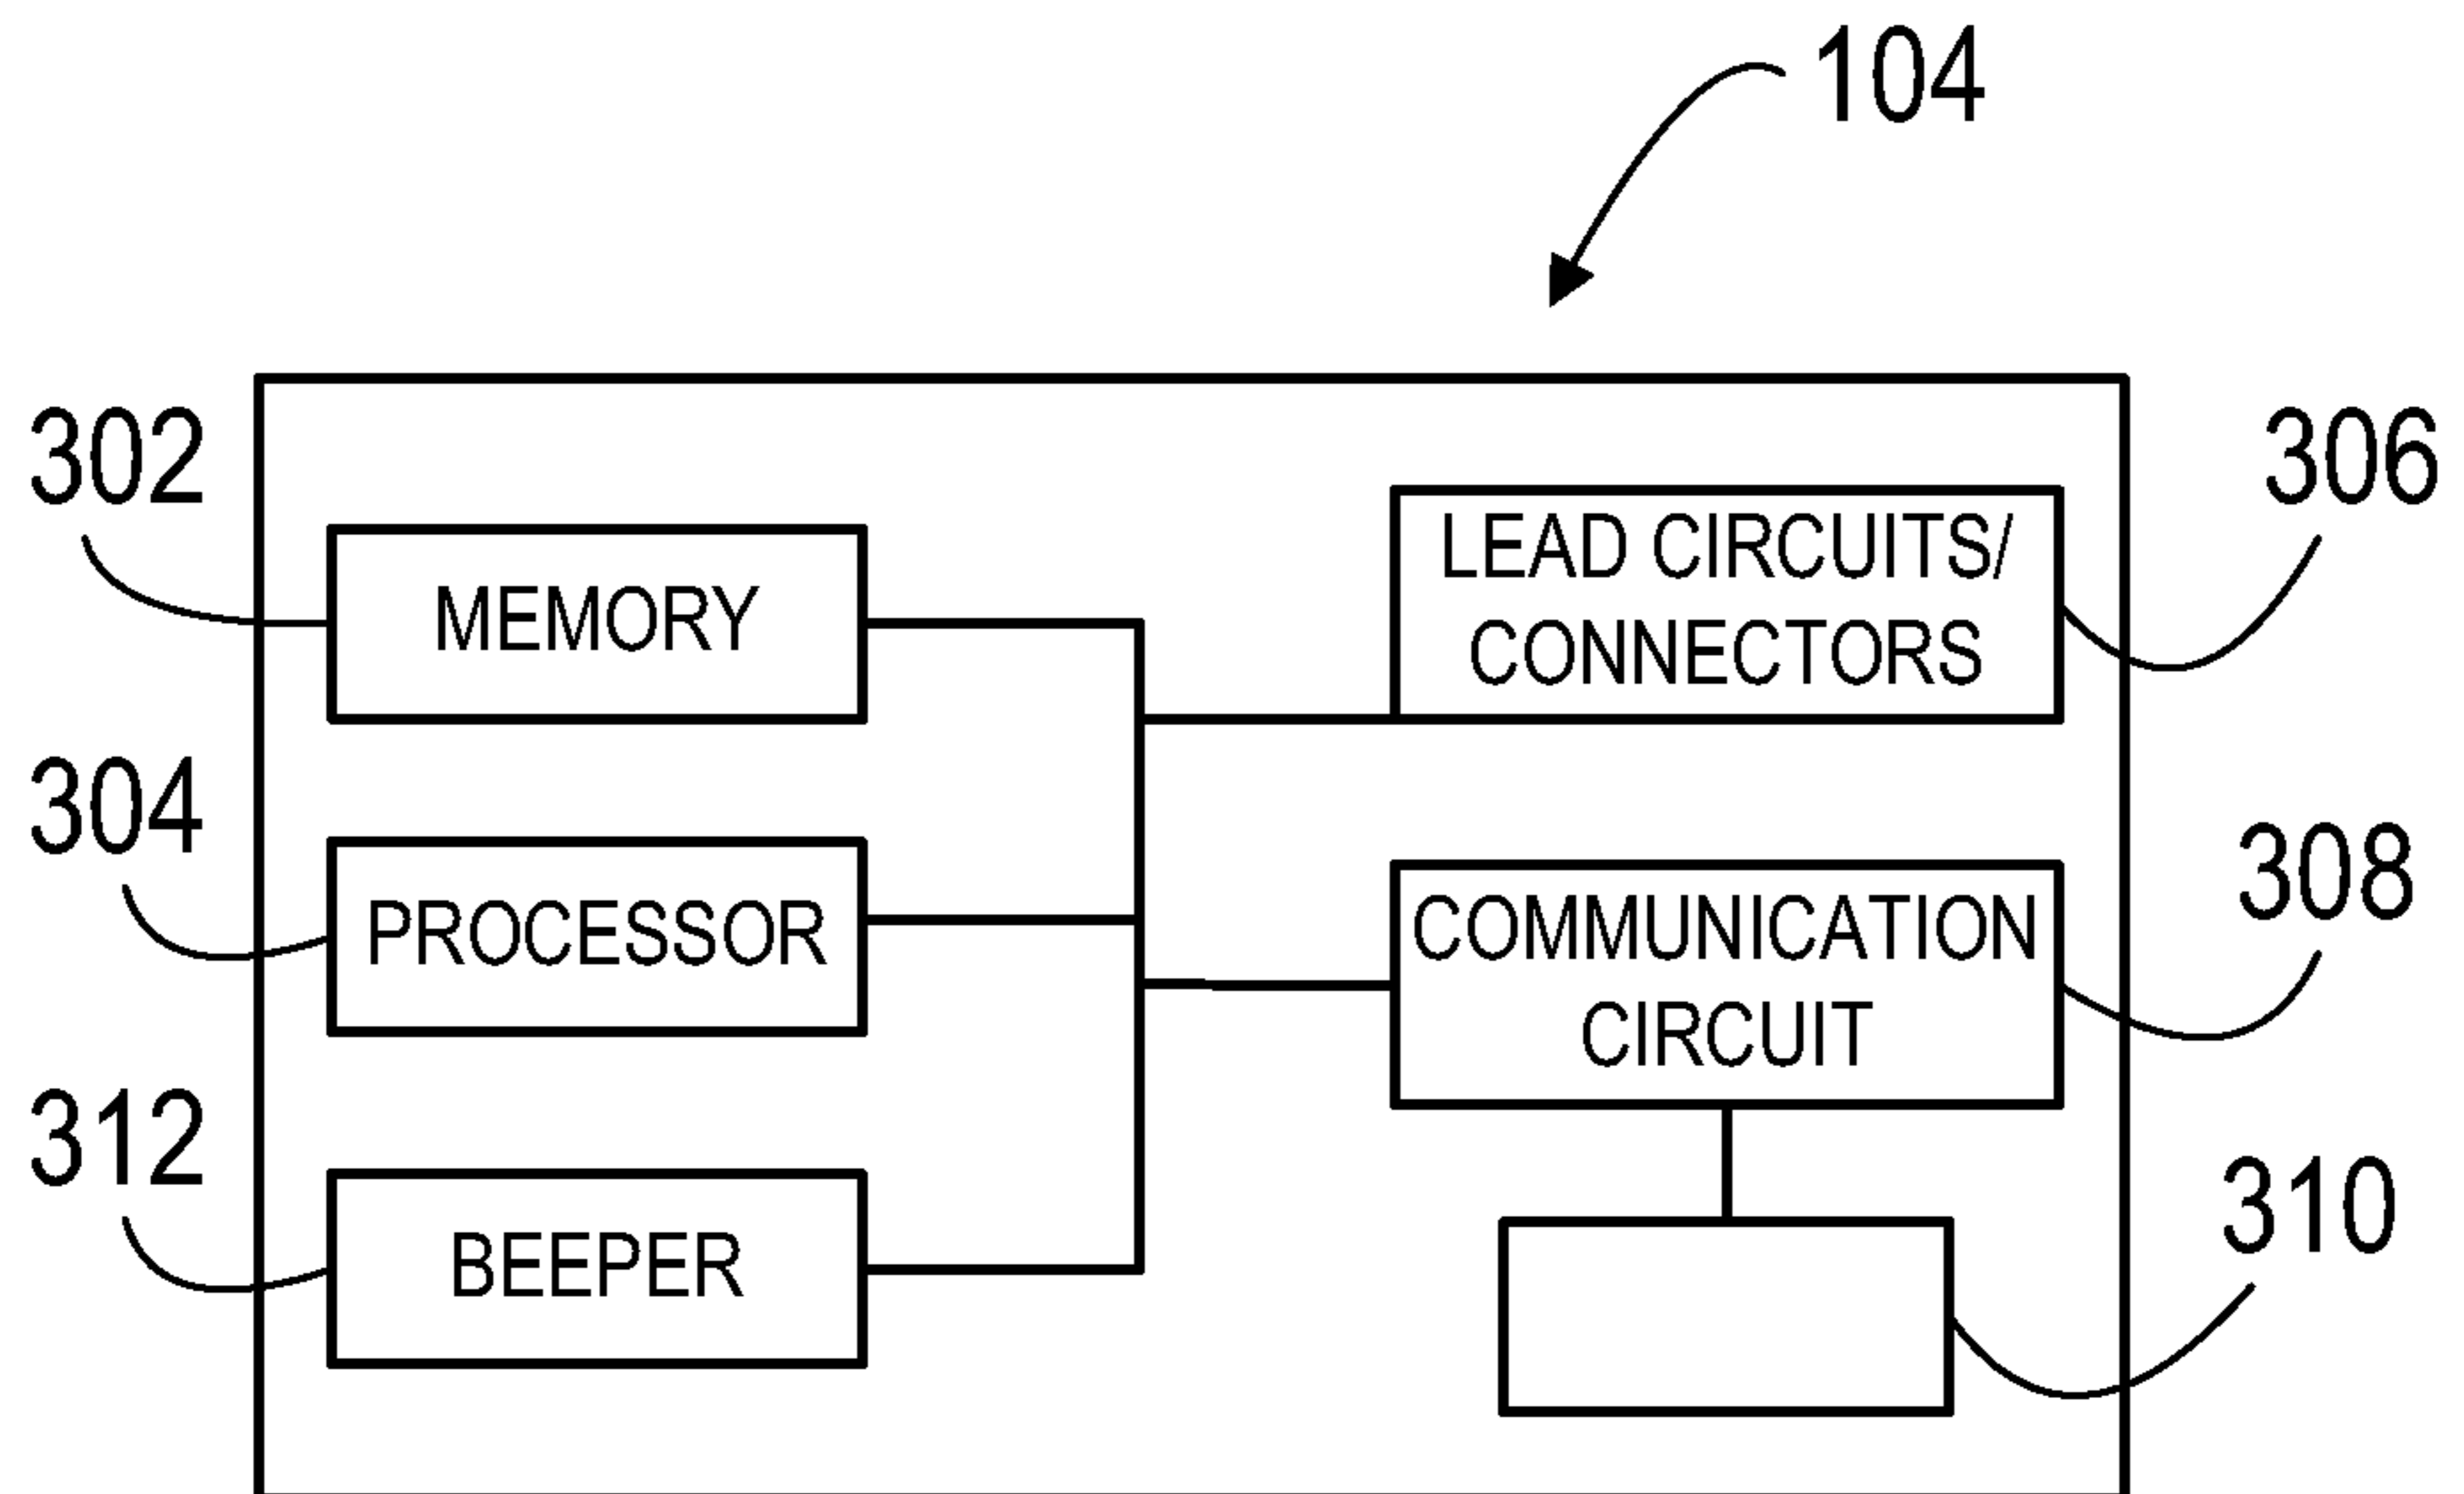 104
302
306
MEMORY
LEAD CIRCUITS/
CONNECTORS
304
308
PROCESSOR
COMMUNICATION
CIRCUIT
312
310
BEEPER